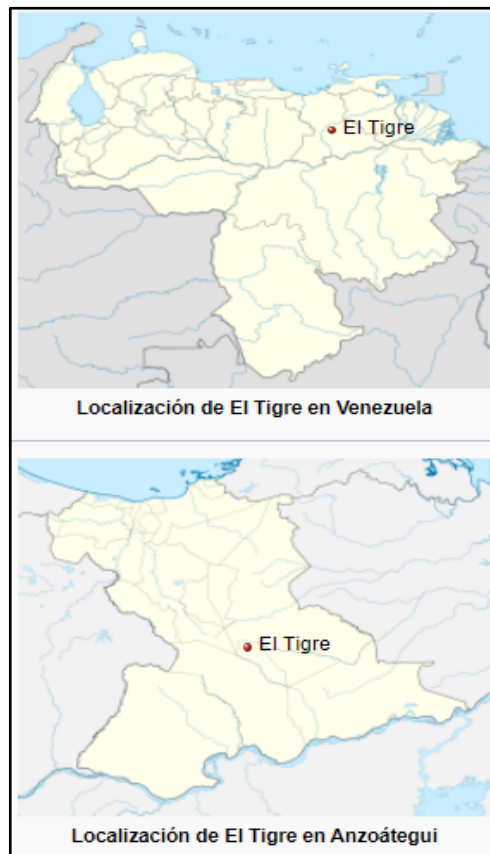 El Tigre
Localización de El Tigre en Venezuela
El Tigre
Localización de El Tigre en Anzoátegui